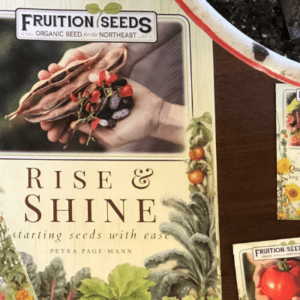 FRUITION SEEDS
ORGANIC SEED for the NORTHEAST
RISE &
SHINE
starting seeds with ease
PETRA PAGE-MANN
FRUITION SEEDS